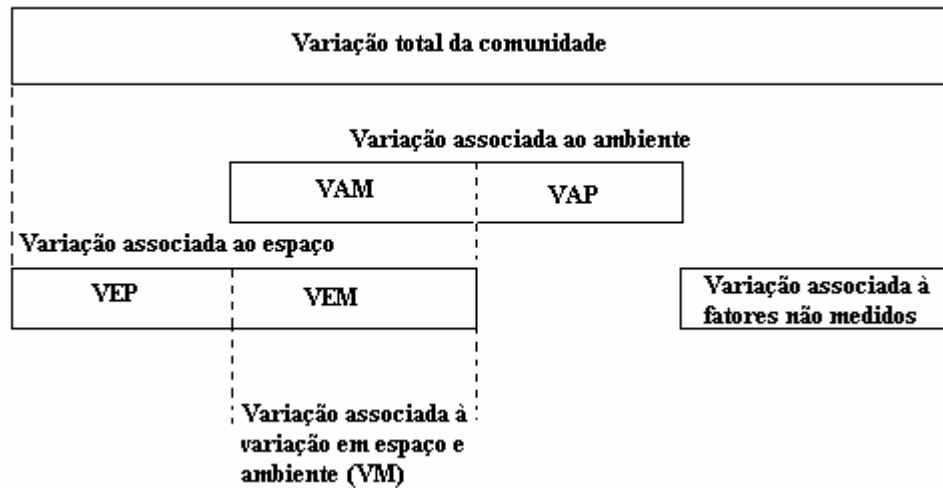 Variação total da comunidade
Variação associada ao ambiente
VAM
VAP
Variação associada ao espaço
VEP
VEM
Variação associada à
fatores não medidos
Variação associada à
variação em espaço e
ambiente (VM)